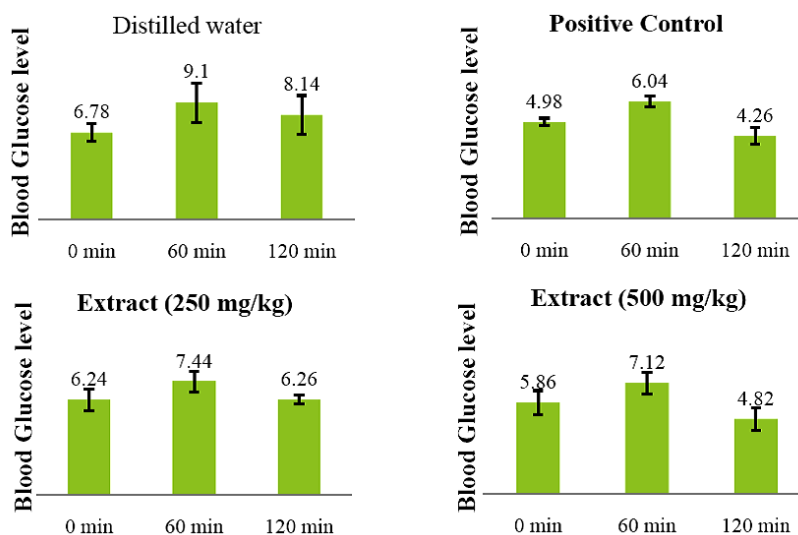 Distilled water
Blood Glucose level
6.78
9.1
8.14
0 min
60 min
120 min
Positive Control
Blood Glucose level
4.98
6.04
4.26
0 min
60 min
120 min
Extract (250 mg/kg)
Blood Glucose level
6.24
7.44
6.26
0 min
60 min
120 min
Extract (500 mg/kg)
Blood Glucose level
5.86
7.12
4.82
0 min
60 min
120 min